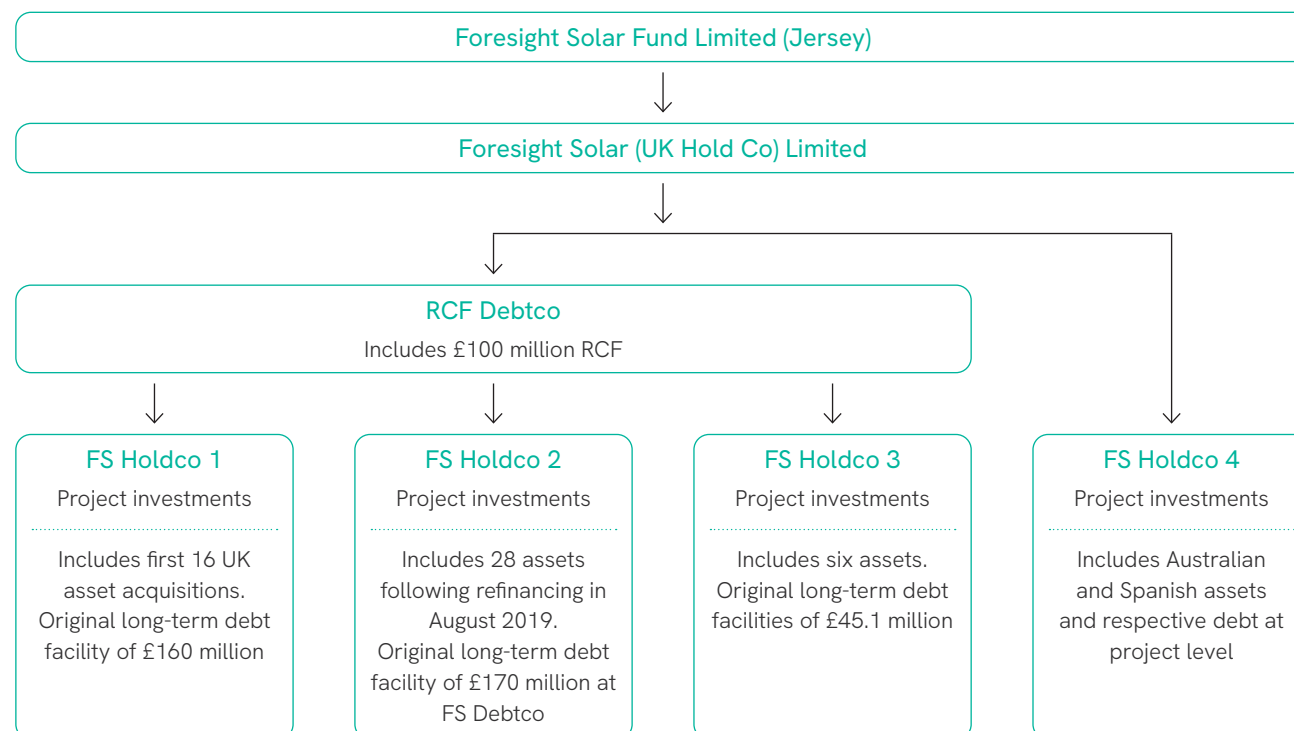 Foresight Solar Fund Limited (Jersey)
Foresight Solar (UK Hold Co) Limited
RCF Debtco
Includes £100 million RCF
FS Holdco 1
Project investments
Includes first 16 UK
asset acquisitions.
Original long-term debt
facility of £160 million
FS Holdco 2
Project investments
Includes 28 assets
following refinancing in
August 2019.
Original long-term debt
facility of £170 million at
FS Debtco
FS Holdco 3
Project investments
Includes six assets.
Original long-term debt
facilities of £45.1 million
FS Holdco 4
Project investments
Includes Australian
and Spanish assets
and respective debt at
project level